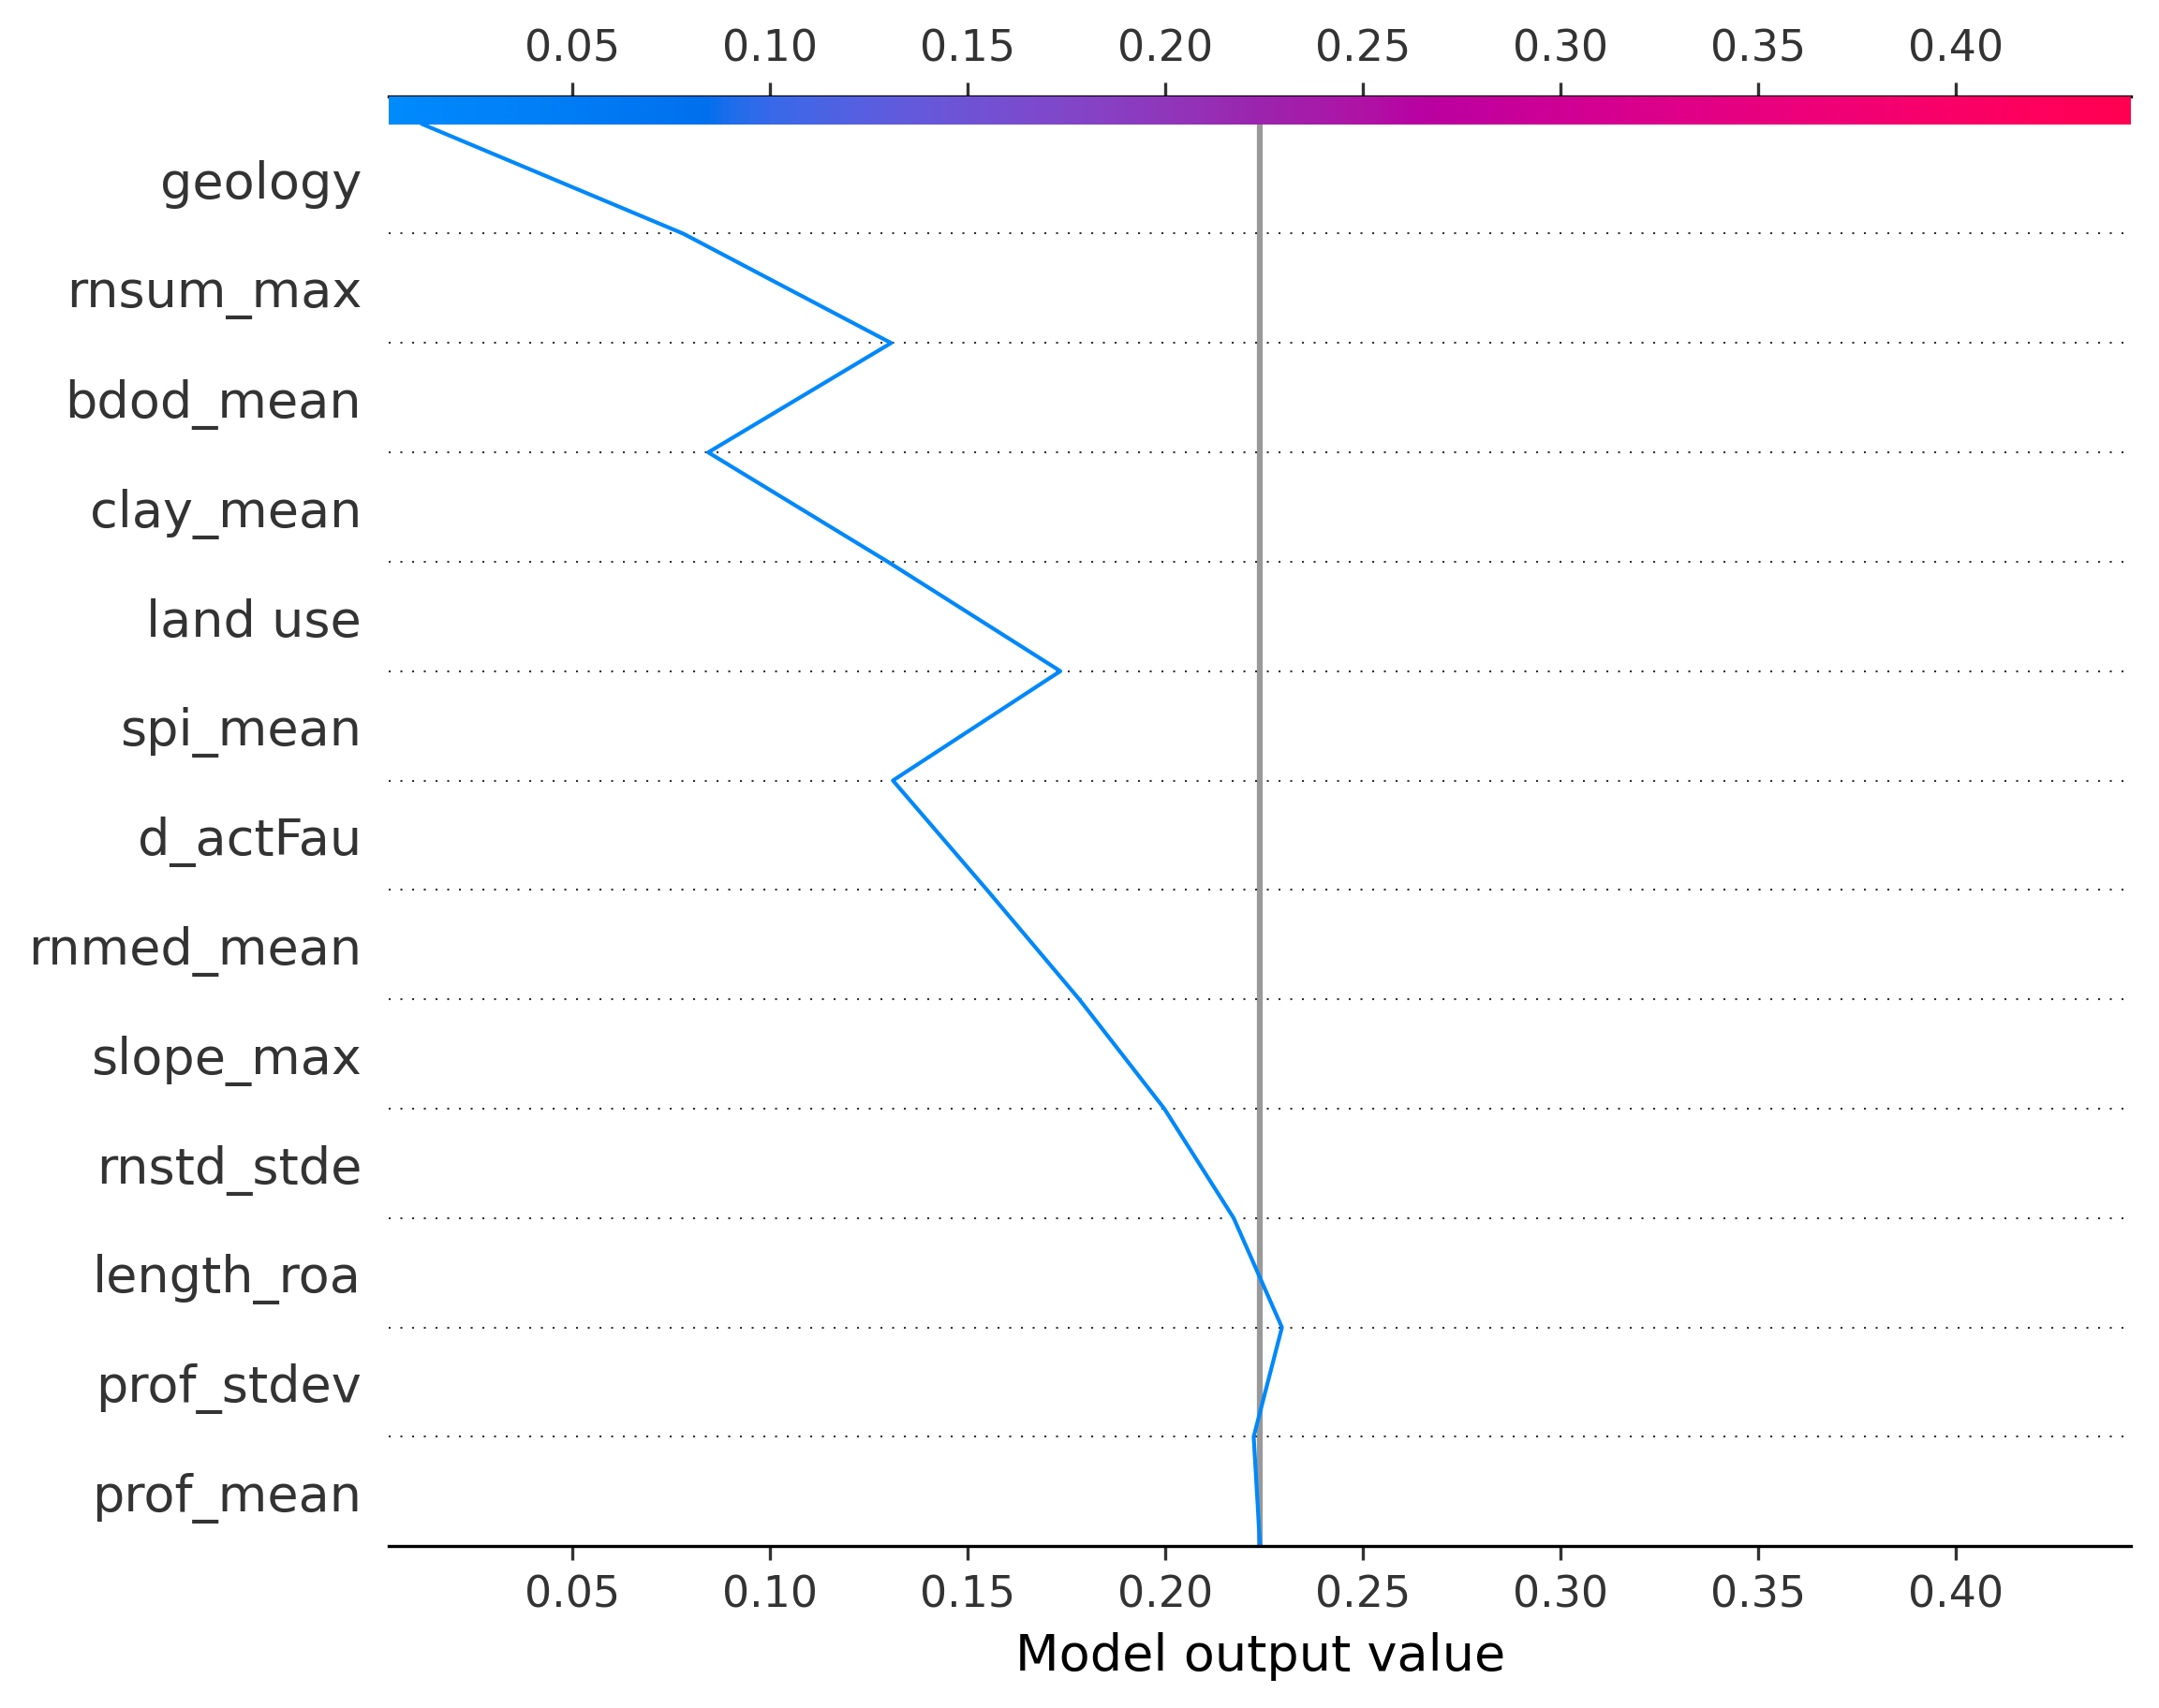 0.05 0.10 0.15 0.20 0.25 0.30 0.35 0.40
geology
rnsum_max
bdod_mean
clay_mean
land use
spi_mean
d_actFau
rnmed_mean
slope_max
rnstd_stde
length_roa
prof_stdev
prof_mean
0.05 0.10 0.15 0.20 0.25 0.30 0.35 0.40
Model output value